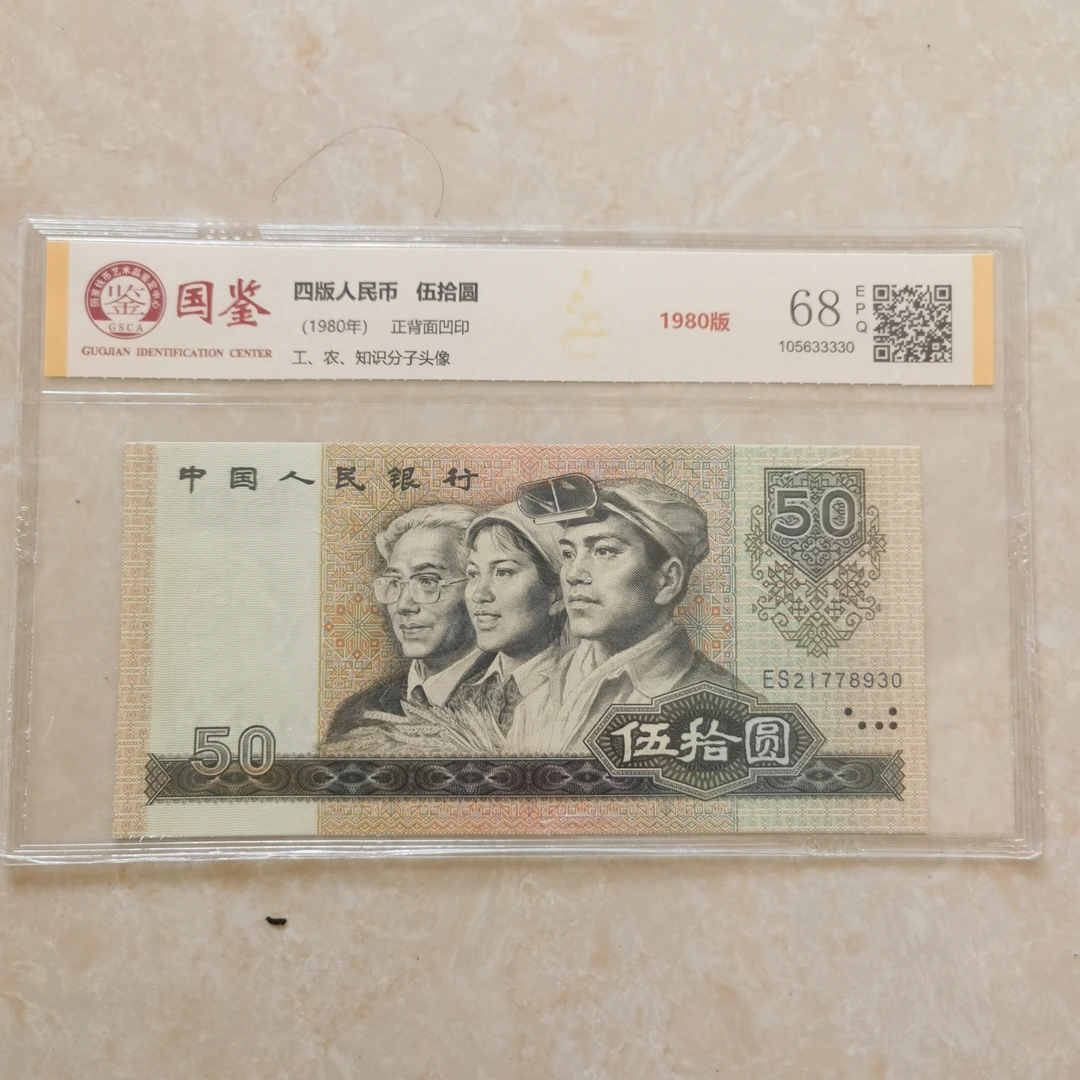 国鉴
GSCA
GUOJIAN IDENTIFICATION CENTER
四版人民币 伍拾圆
(1980年) 正背面凹印
工、农、知识分子头像
1980版
68
EPQ
105633330
中国人民银行
50
ES21778930
50
伍拾圆